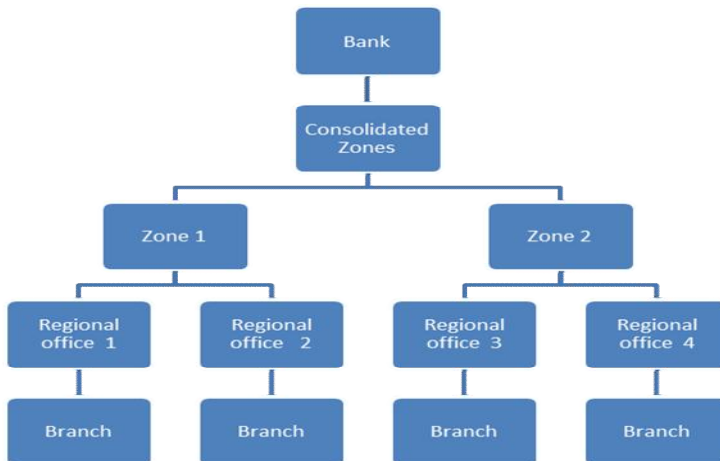 Bank
Consolidated
Zones
Zone 1
Zone 2
Regional
office 1
Regional
office 2
Regional
office 3
Regional
office 4
Branch
Branch
Branch
Branch